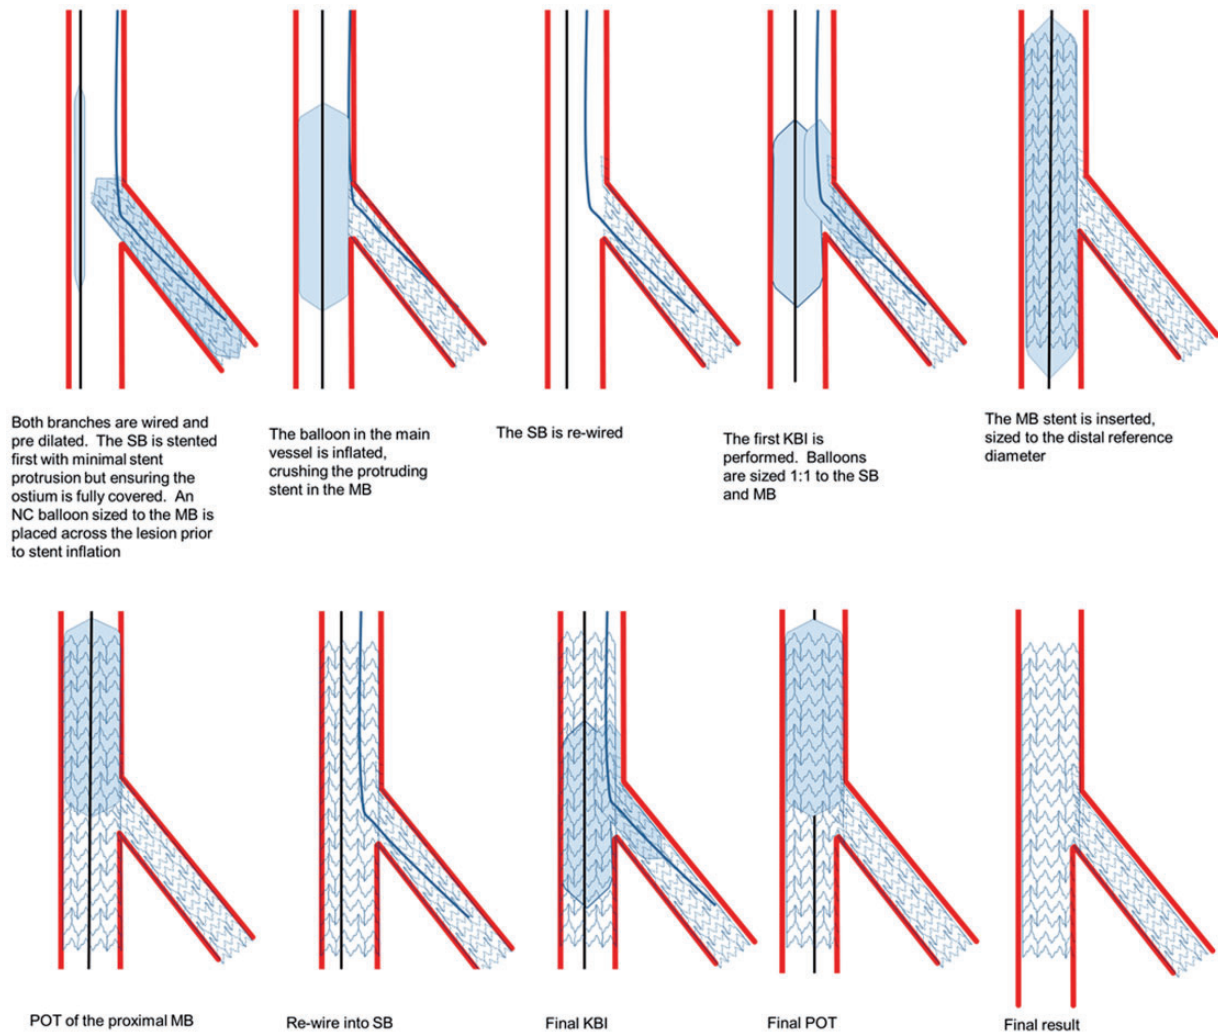 Both branches are wired and
pre dilated. The SB is stented
first with minimal stent
protrusion but ensuring the
ostium is fully covered. An
NC balloon sized to the MB is
placed across the lesion prior
to stent inflation
The balloon in the main
vessel is inflated,
crushing the protruding
stent in the MB
The SB is re-wired
The first KBI is
performed. Balloons
are sized 1:1 to the SB
and MB
The MB stent is inserted,
sized to the distal reference
diameter
POT of the proximal MB
Re-wire into SB
Final KBI
Final POT
Final result